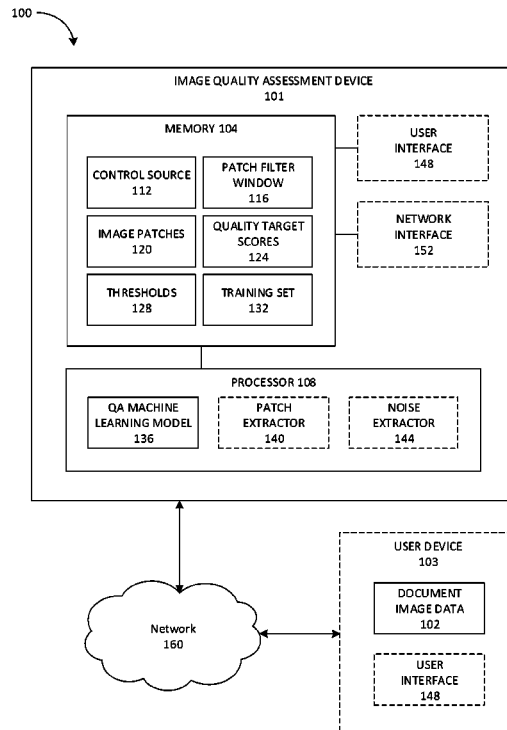 100
IMAGE QUALITY ASSESSMENT DEVICE
101
MEMORY 104
CONTROL SOURCE
112
PATCH FILTER
WINDOW
116
IMAGE PATCHES
120
QUALITY TARGET
SCORES
124
THRESHOLDS
128
TRAINING SET
132
USER
INTERFACE
148
NETWORK
INTERFACE
152
PROCESSOR 108
QA MACHINE
LEARNING MODEL
136
PATCH
EXTRACTOR
140
NOISE
EXTRACTOR
144
Network
160
USER DEVICE
103
DOCUMENT
IMAGE DATA
102
USER
INTERFACE
148